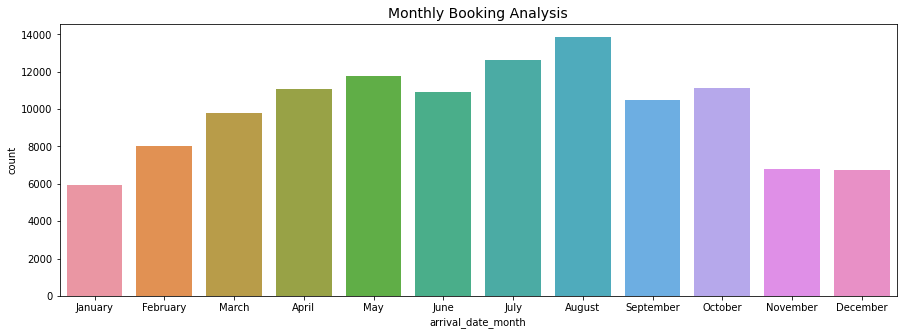 Monthly Booking Analysis
14000
12000
10000
8000
6000
4000
2000
0
count
January February March April May June July August September October November December
arrival_date_month